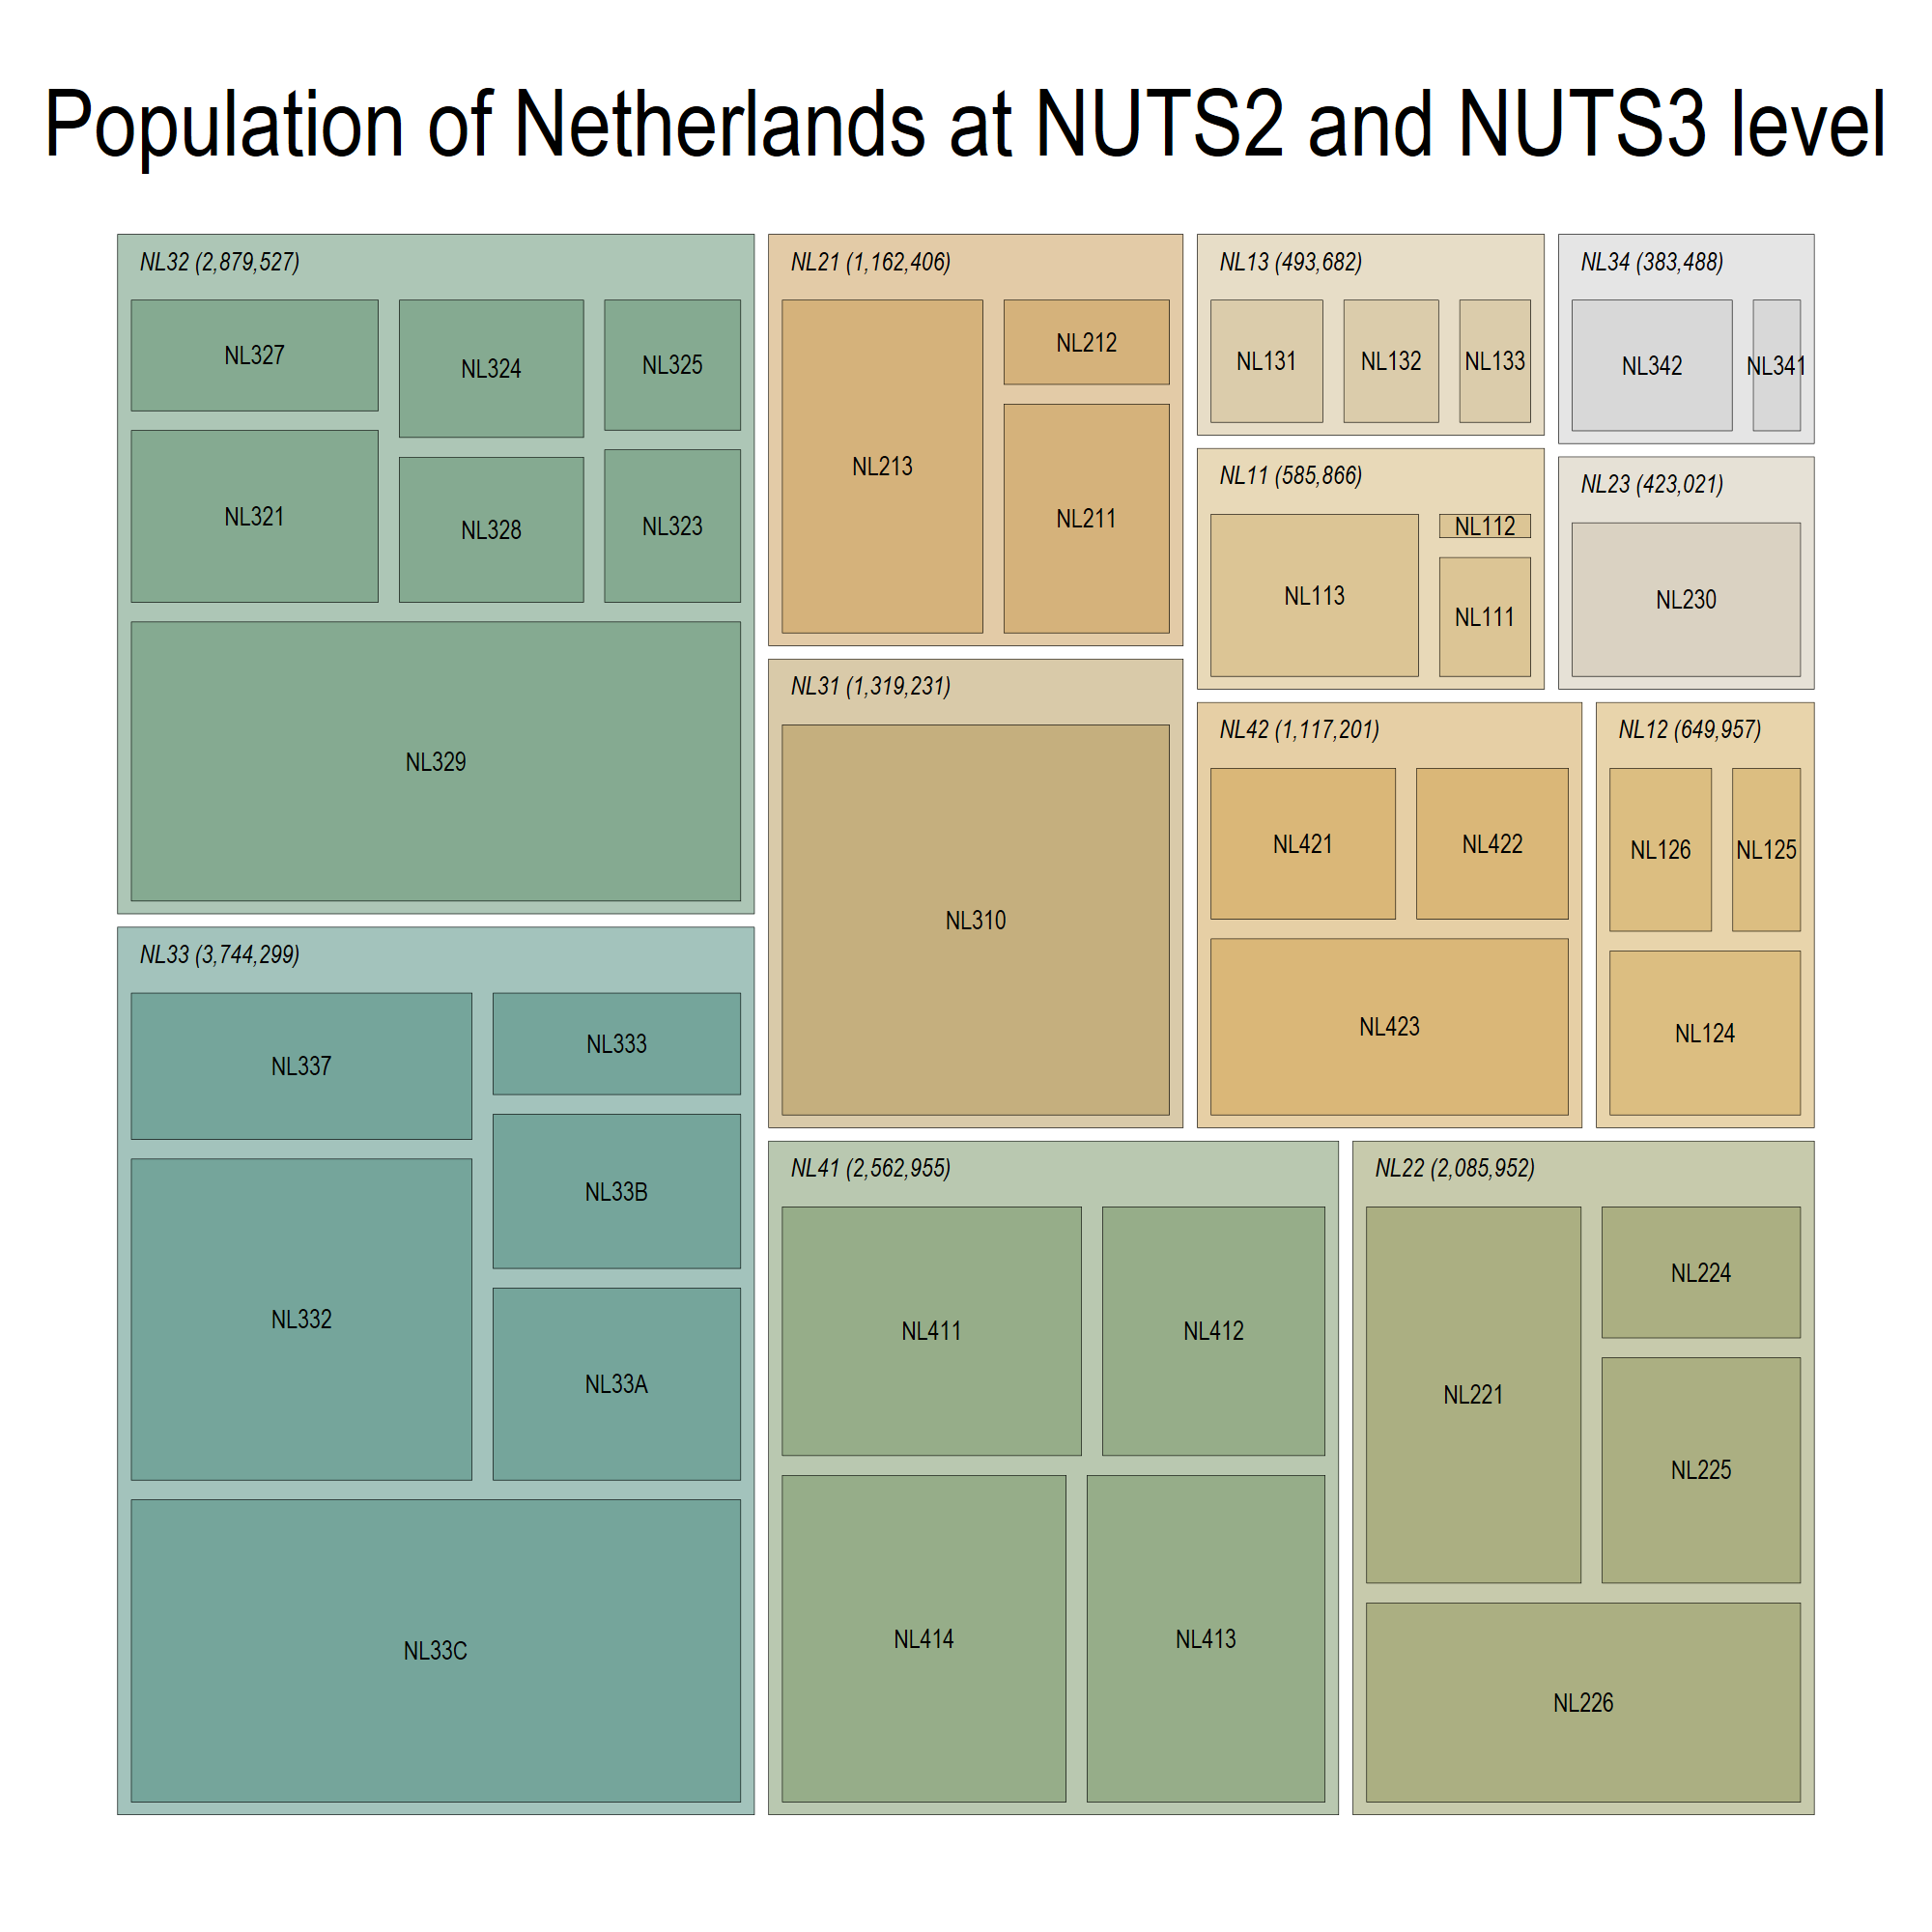 Population of Netherlands at NUTS2 and NUTS3 level
NL32 (2,879,527)
NL327
NL324
NL325
NL321
NL328
NL323
NL329
NL33 (3,744,299)
NL337
NL333
NL33B
NL332
NL33A
NL33C
NL21 (1,162,406)
NL213
NL212
NL211
NL31 (1,319,231)
NL310
NL13 (493,682)
NL131
NL132
NL133
NL34 (383,488)
NL342
NL341
NL11 (585,866)
NL113
NL112
NL111
NL23 (423,021)
NL230
NL42 (1,117,201)
NL421
NL422
NL423
NL12 (649,957)
NL126
NL125
NL124
NL41 (2,562,955)
NL411
NL412
NL414
NL413
NL22 (2,085,952)
NL221
NL224
NL225
NL226